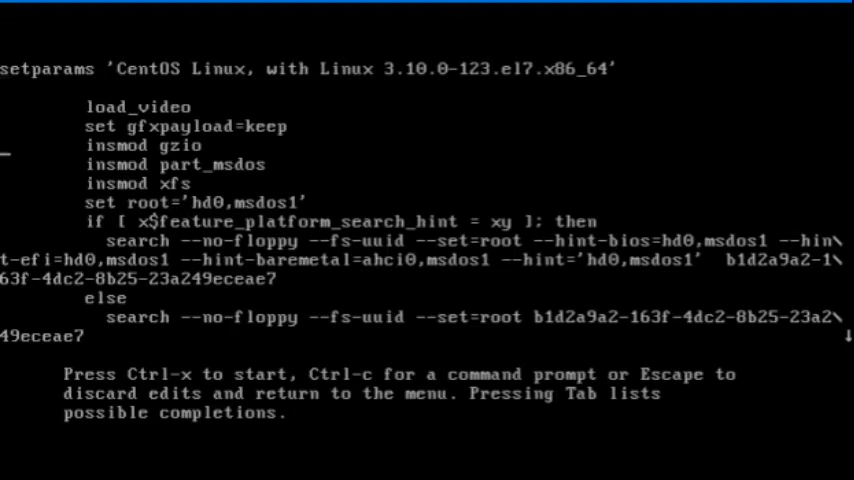 setparams 'CentOS Linux, with Linux 3.10.0-123.el7.x86_64'
load_video
set gfxpayload=keep
insmod gzio
insmod part_msdos
insmod xfs
set root='hd0,msdos1'
if [ x$feature_platform_search_hint = xy ]; then
search --no-floppy --fs-uuid --set=root --hint-bios=hd0,msdos1 --hin\
t-efi=hd0,msdos1 --hint-baremetal=ahci0,msdos1 --hint='hd0,msdos1'  b1d2a9a2-1\
63f-4dc2-8b25-23a249eceae7
else
search --no-floppy --fs-uuid --set=root b1d2a9a2-163f-4dc2-8b25-23a2\
49eceae7
Press Ctrl-x to start, Ctrl-c for a command prompt or Escape to
discard edits and return to the menu. Pressing Tab lists
possible completions.